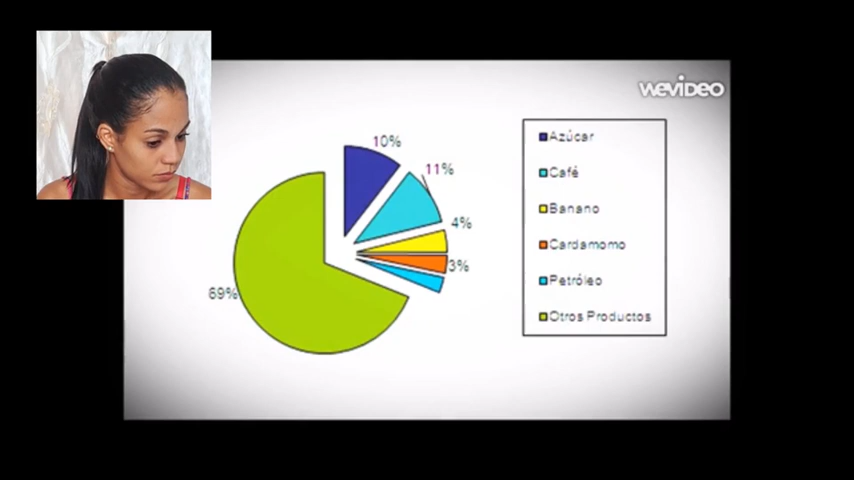 WEVIDEO
10%
11%
4%
3%
69%
Azúcar
Café
Banano
Cardamomo
Petróleo
Otros Productos